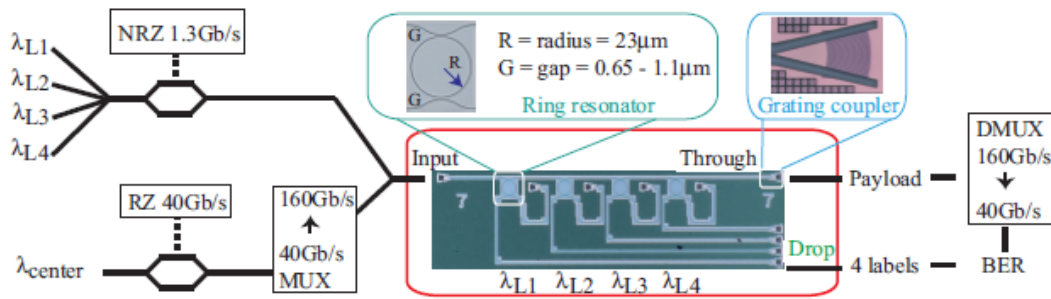 λL1
λL2
λL3
λL4
NRZ 1.3Gb/s
RZ 40Gb/s
λcenter
160Gb/s
40Gb/s
MUX
G
R
G
R = radius = 23μm
G = gap = 0.65 - 1.1μm
Ring resonator
Grating coupler
Input
Through
7
7
Drop
λL1 λL2 λL3 λL4
Payload
4 labels
DMUX
160Gb/s
40Gb/s
BER